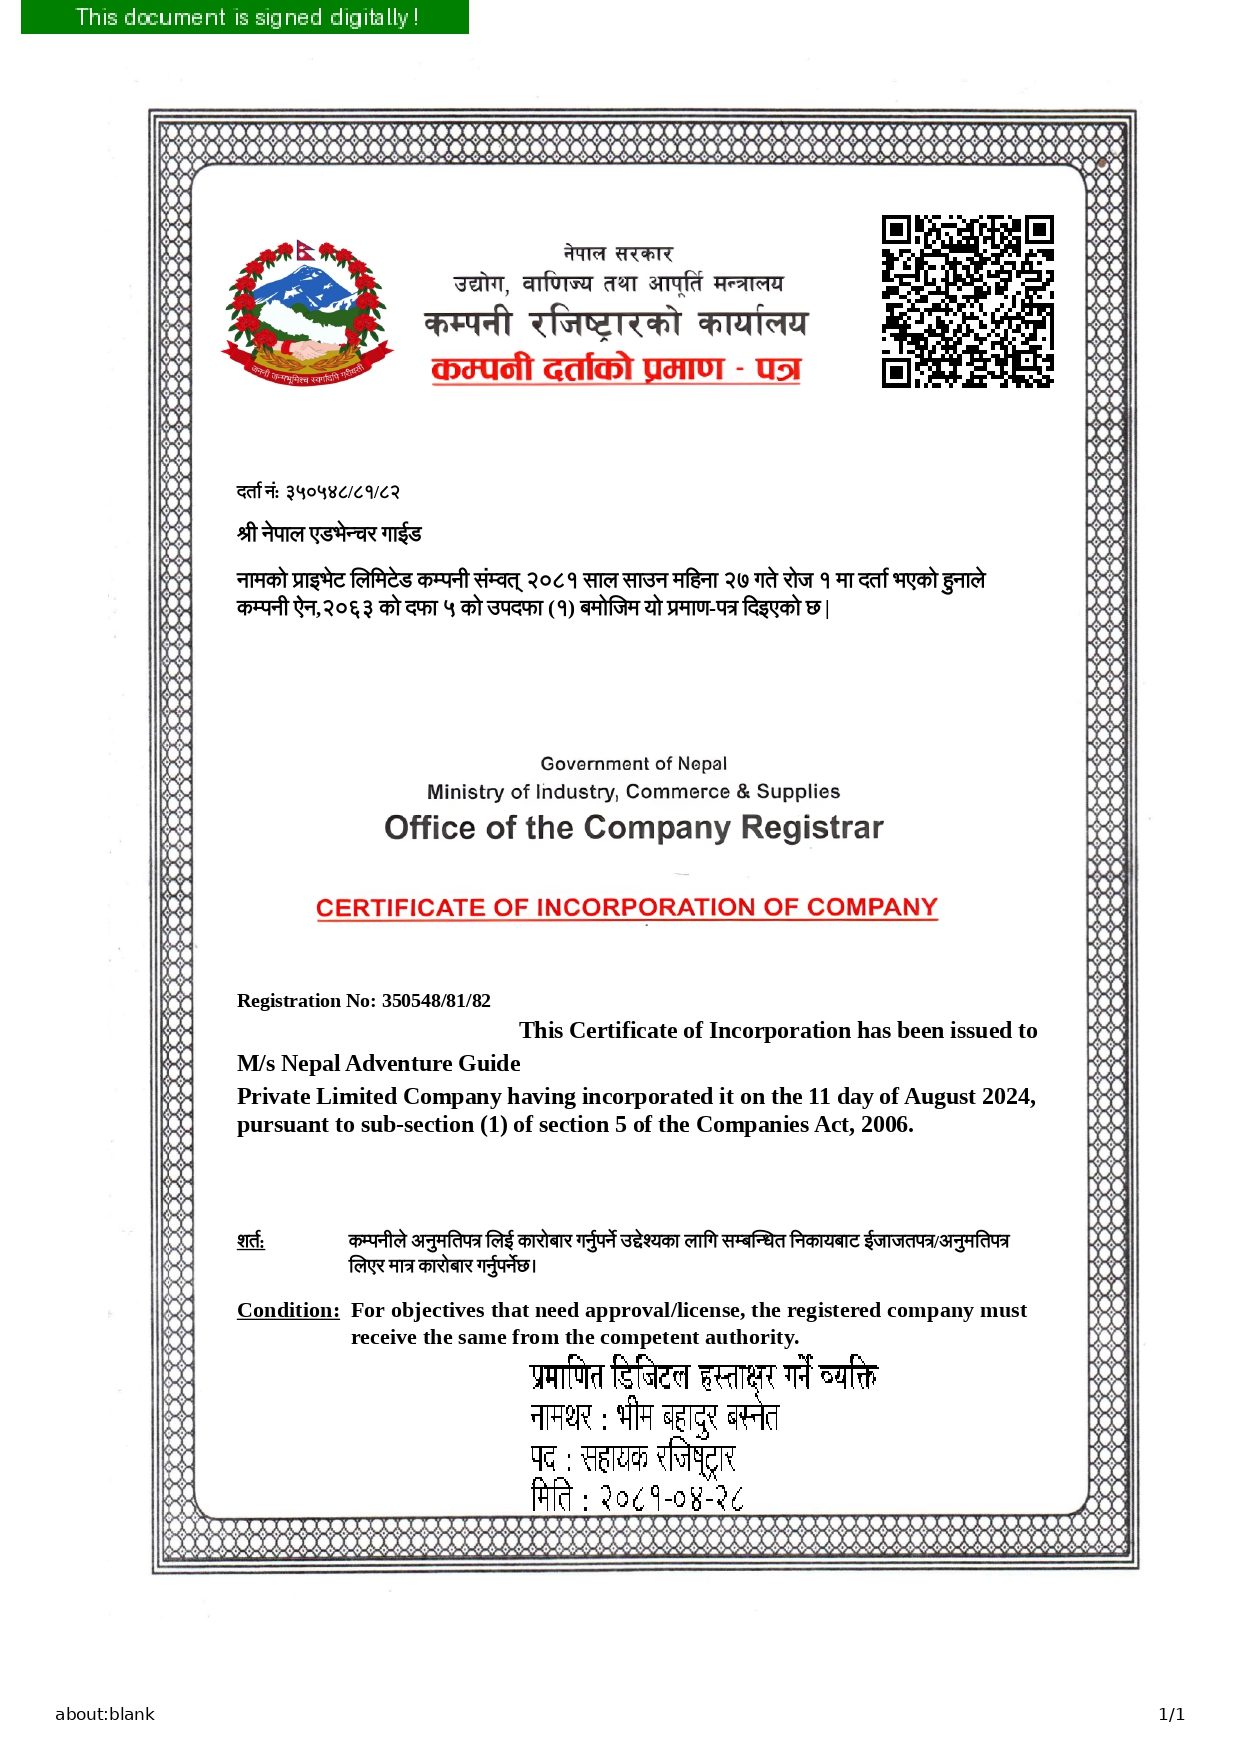 This document is signed digitally !
नेपाल सरकार
उद्योग, वाणिज्य तथा आपूर्ति मन्त्रालय
कम्पनी रजिष्ट्रारको कार्यालय
कम्पनी दर्ताको प्रमाण - पत्र
जननी जन्मभूमिश्च स्वर्गादपि गरीयसी
दर्ता नं: ३५०५४८/८१/८२
श्री नेपाल एडभेन्चर गाईड
नामको प्राइभेट लिमिटेड कम्पनी संम्वत् २०८१ साल साउन महिना २७ गते रोज १ मा दर्ता भएको हुनाले
कम्पनी ऐन,२०६३ को दफा ५ को उपदफा (१) बमोजिम यो प्रमाण-पत्र दिइएको छ |
Government of Nepal
Ministry of Industry, Commerce & Supplies
Office of the Company Registrar
CERTIFICATE OF INCORPORATION OF COMPANY
Registration No: 350548/81/82
This Certificate of Incorporation has been issued to
M/s Nepal Adventure Guide
Private Limited Company having incorporated it on the 11 day of August 2024,
pursuant to sub-section (1) of section 5 of the Companies Act, 2006.
शर्त: कम्पनीले अनुमतिपत्र लिई कारोबार गर्नुपर्ने उद्देश्यका लागि सम्बन्धित निकायबाट ईजाजतपत्र/अनुमतिपत्र
लिएर मात्र कारोबार गर्नुपर्नेछ।
Condition: For objectives that need approval/license, the registered company must
receive the same from the competent authority.
प्रमाणित डिजिटल हस्ताक्षर गर्ने व्यक्ति
नामथर : भीम बहादुर बस्नेत
पद : सहायक रजिष्ट्रार
मिति : २०८१-०४-२८
about:blank
1/1